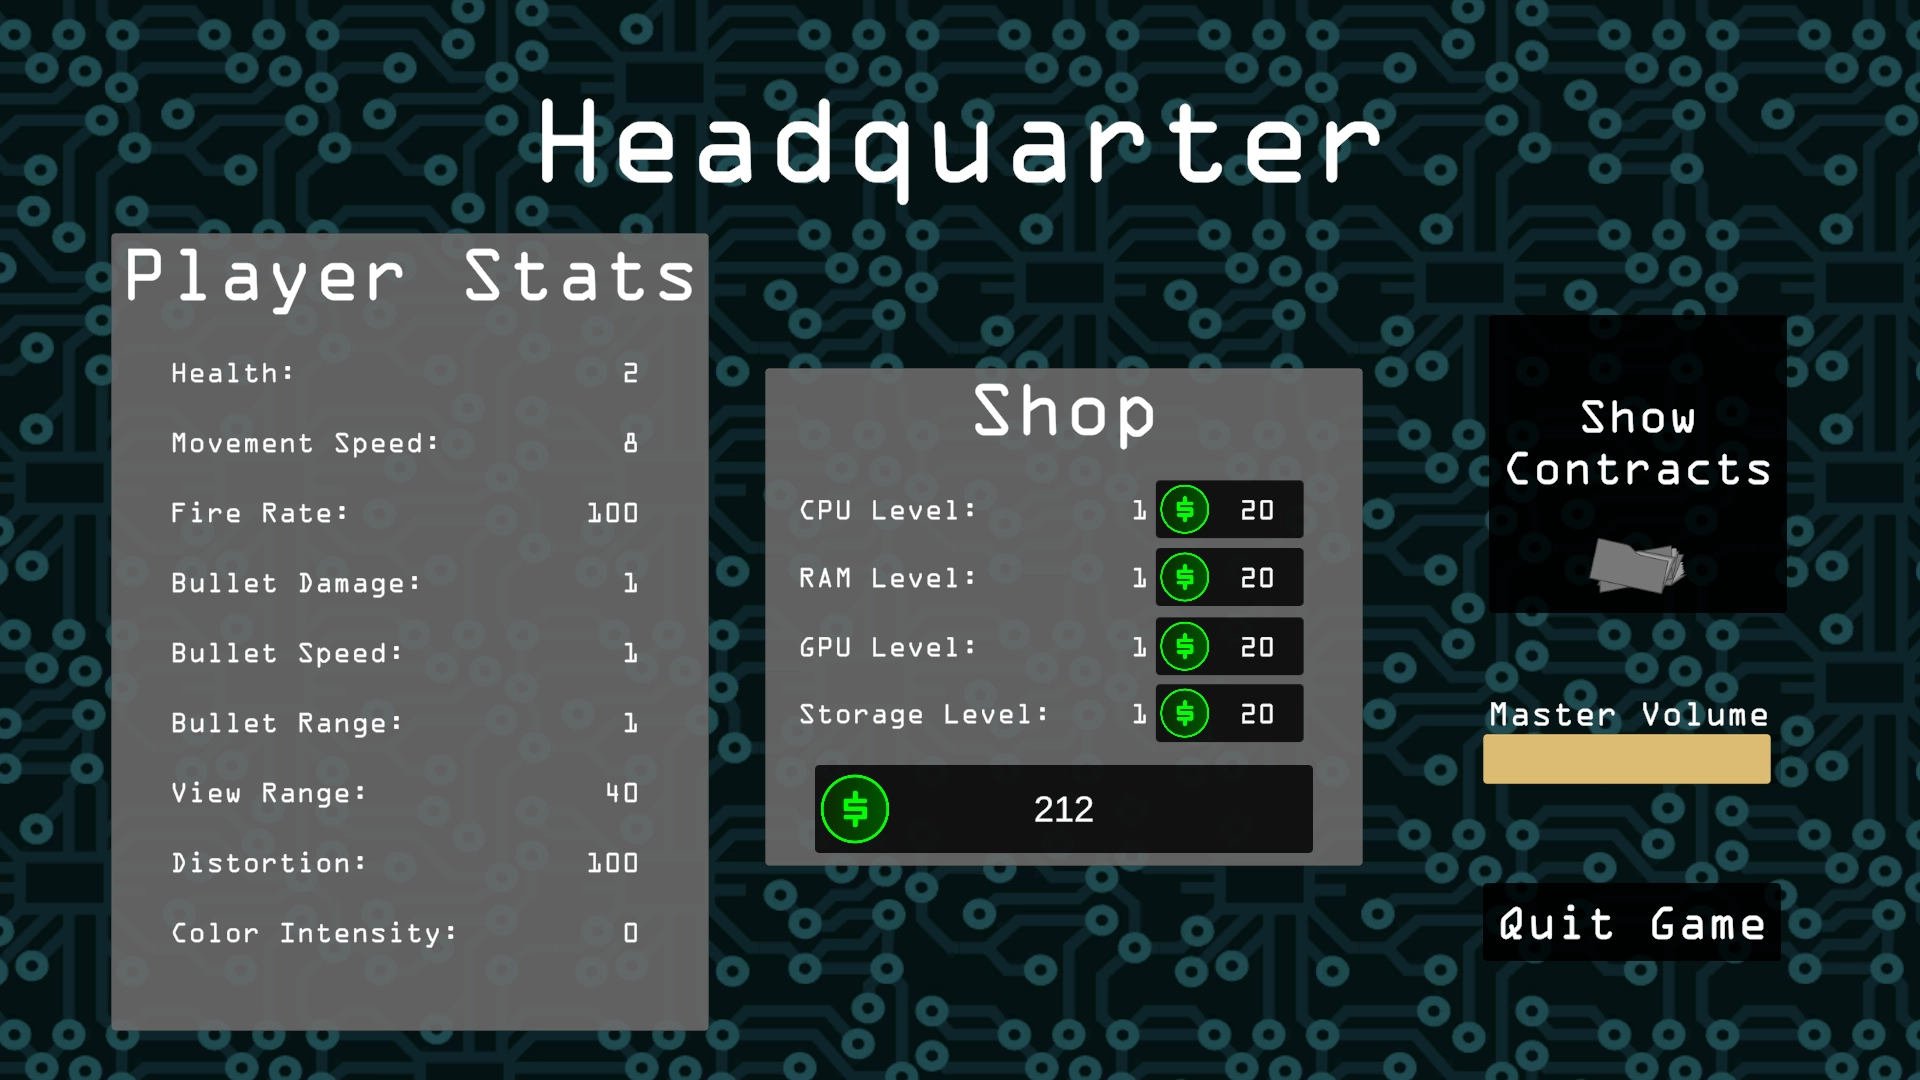 Headquarter
Player Stats
Health: 2
Movement Speed: 8
Fire Rate: 100
Bullet Damage: 1
Bullet Speed: 1
Bullet Range: 1
View Range: 40
Distortion: 100
Color Intensity: 0
Shop
CPU Level: 1 $ 20
RAM Level: 1 $ 20
GPU Level: 1 $ 20
Storage Level: 1 $ 20
$ 212
Show
Contracts
Master Volume
Quit Game